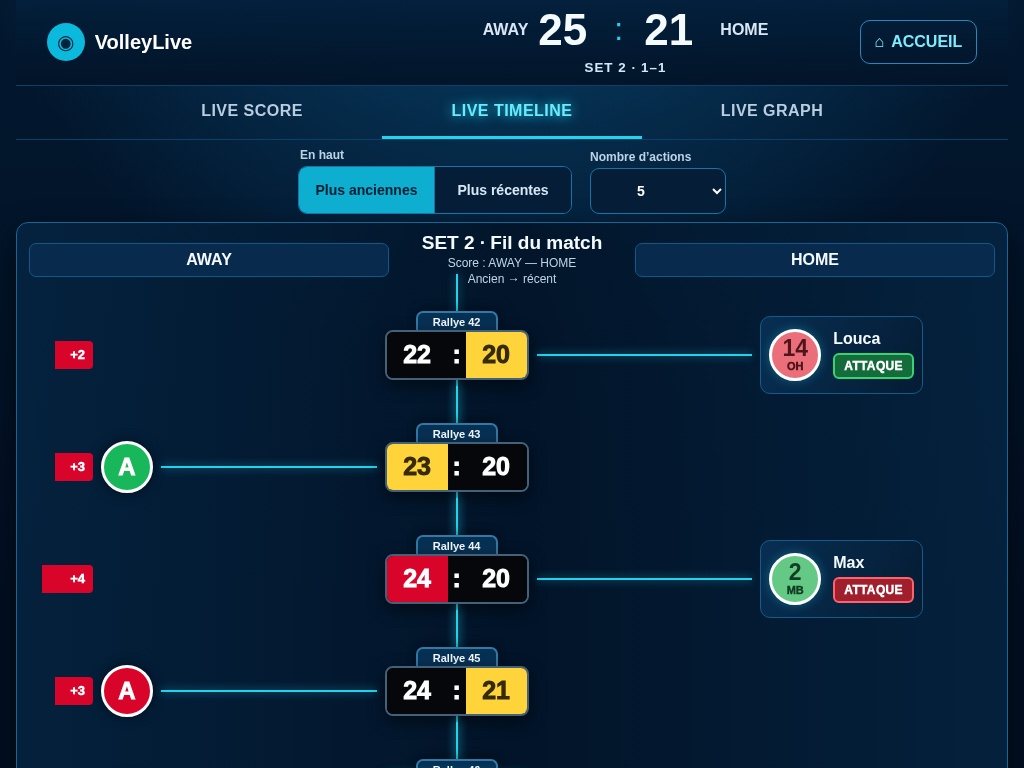 VolleyLive
AWAY 25 : 21 HOME
SET 2 · 1–1
⌂ ACCUEIL
LIVE SCORE
LIVE TIMELINE
LIVE GRAPH
En haut
Plus anciennes
Plus récentes
Nombre d’actions
5
AWAY
SET 2 · Fil du match
Score : AWAY — HOME
Ancien → récent
HOME
Rallye 42
+2
22 : 20
14
OH
Louca
ATTAQUE
Rallye 43
+3
A
23 : 20
Rallye 44
+4
24 : 20
2
MB
Max
ATTAQUE
Rallye 45
+3
A
24 : 21